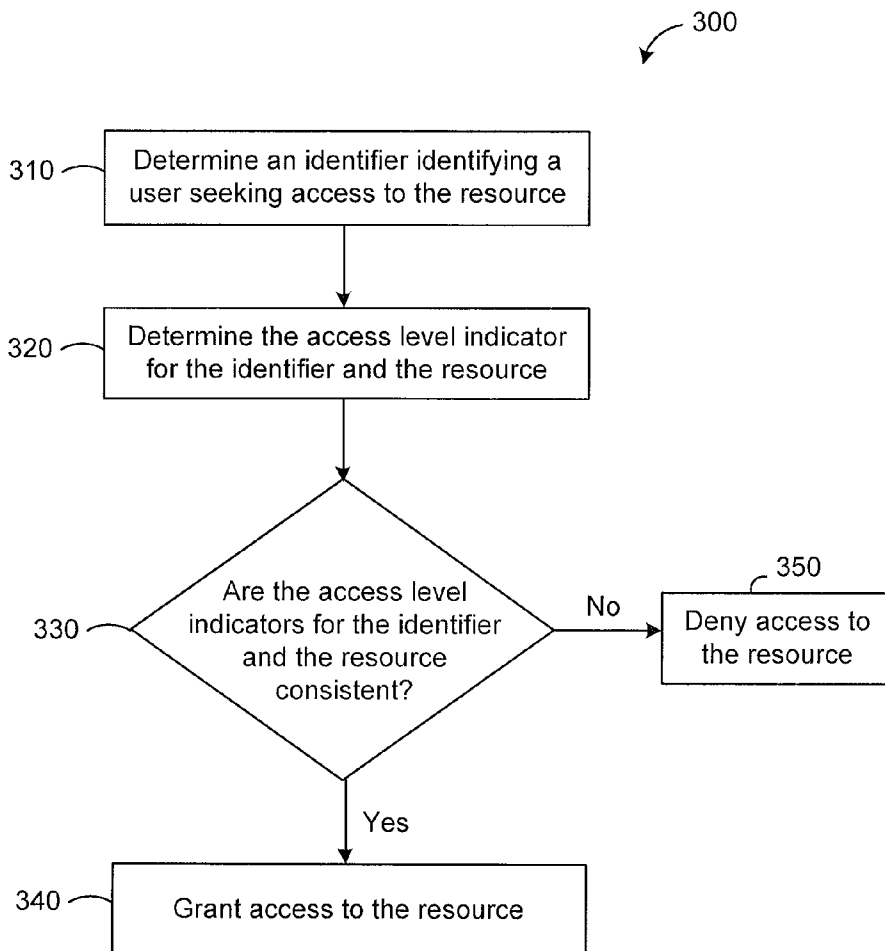 300
310
Determine an identifier identifying a
user seeking access to the resource
320
Determine the access level indicator
for the identifier and the resource
330
Are the access level
indicators for the identifier
and the resource
consistent?
No
350
Deny access to
the resource
Yes
340
Grant access to the resource